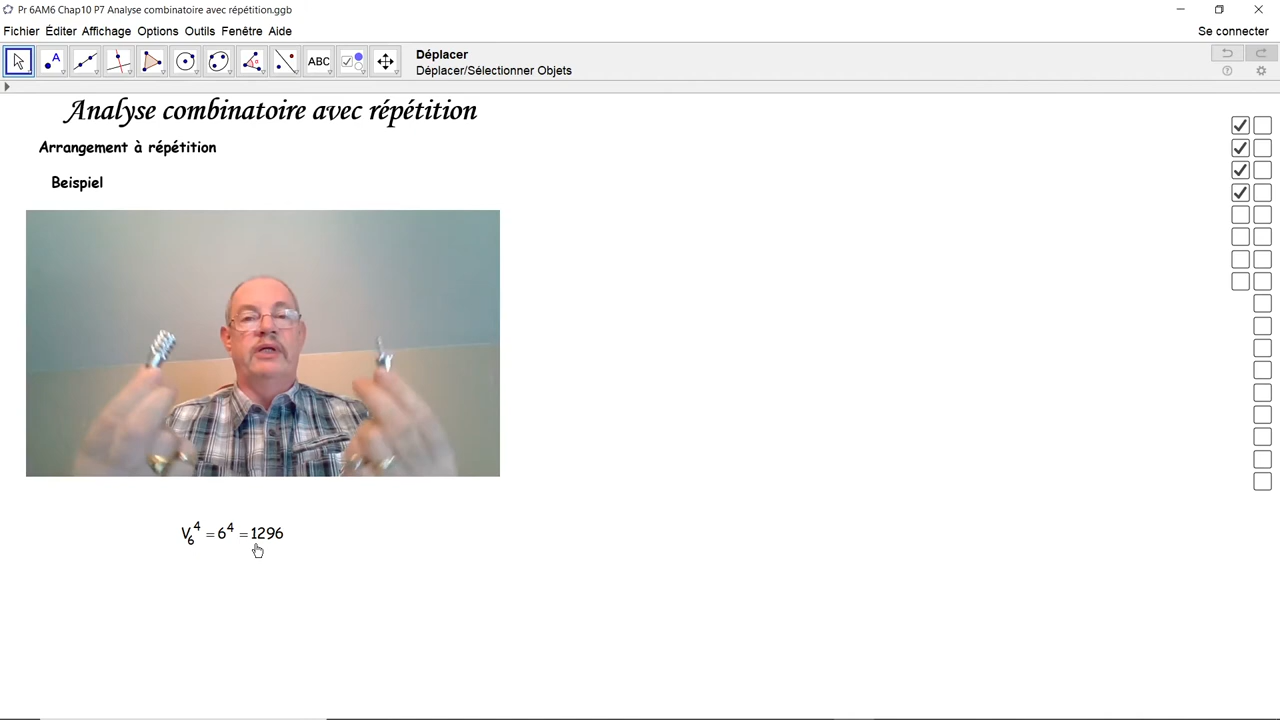 Pr 6AM6 Chap10 P7 Analyse combinatoire avec répétition.ggb
Fichier Éditer Affichage Options Outils Fenêtre Aide
Se connecter
A
ABC
Déplacer
Déplacer/Sélectionner Objets
Analyse combinatoire avec répétition
Arrangement à répétition
Beispiel
V₆⁴ = 6⁴ = 1296